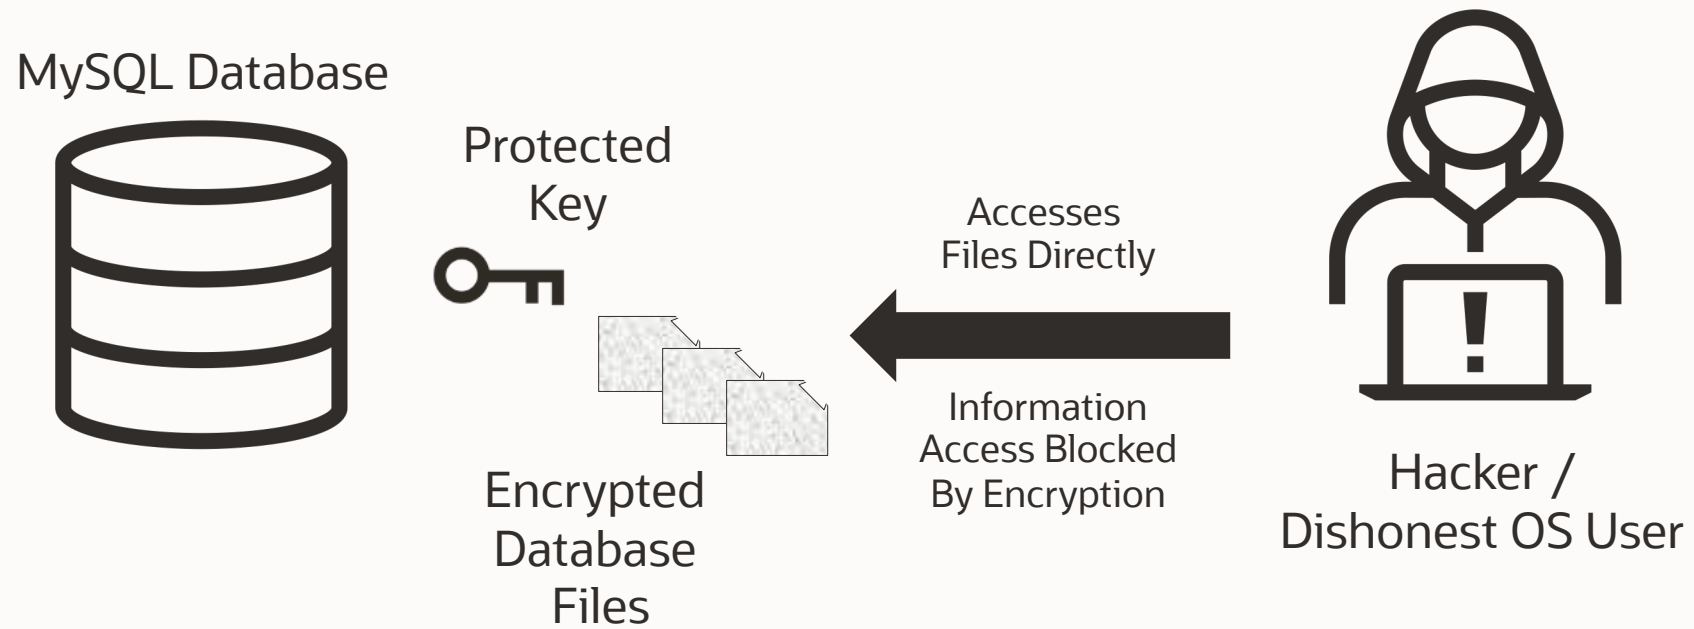 MySQL Database
Protected
Key
Encrypted
Database
Files
Accesses
Files Directly
Information
Access Blocked
By Encryption
!
Hacker /
Dishonest OS User